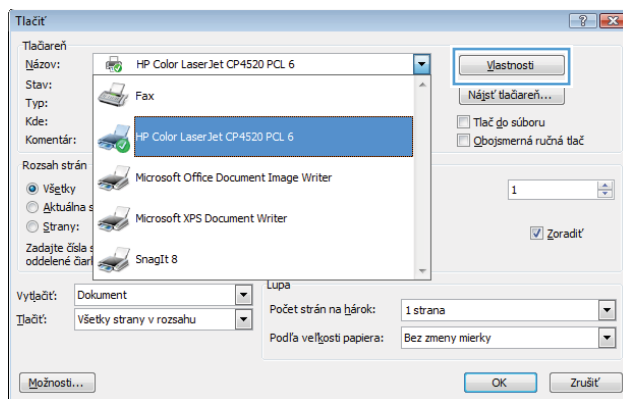 Tlačiť
Tlačiareň
Názov: HP Color LaserJet CP4520 PCL 6 Vlastnosti
Stav:
Fax Nájsť tlačiareň...
Typ:
Kde: Tlač do súboru
Komentár: HP Color LaserJet CP4520 PCL 6 Obojsmerná ručná tlač
Rozsah strán
Microsoft Office Document Image Writer
Všetky 1
Aktuálna s
Microsoft XPS Document Writer
Strany: Zoradiť
Zadajte čísla s
oddelené čiar
SnagIt 8
Lupa
Vytlačiť: Dokument
Počet strán na hárok: 1 strana
Tlačiť: Všetky strany v rozsahu
Podľa veľkosti papiera: Bez zmeny mierky
Možnosti... OK Zrušiť